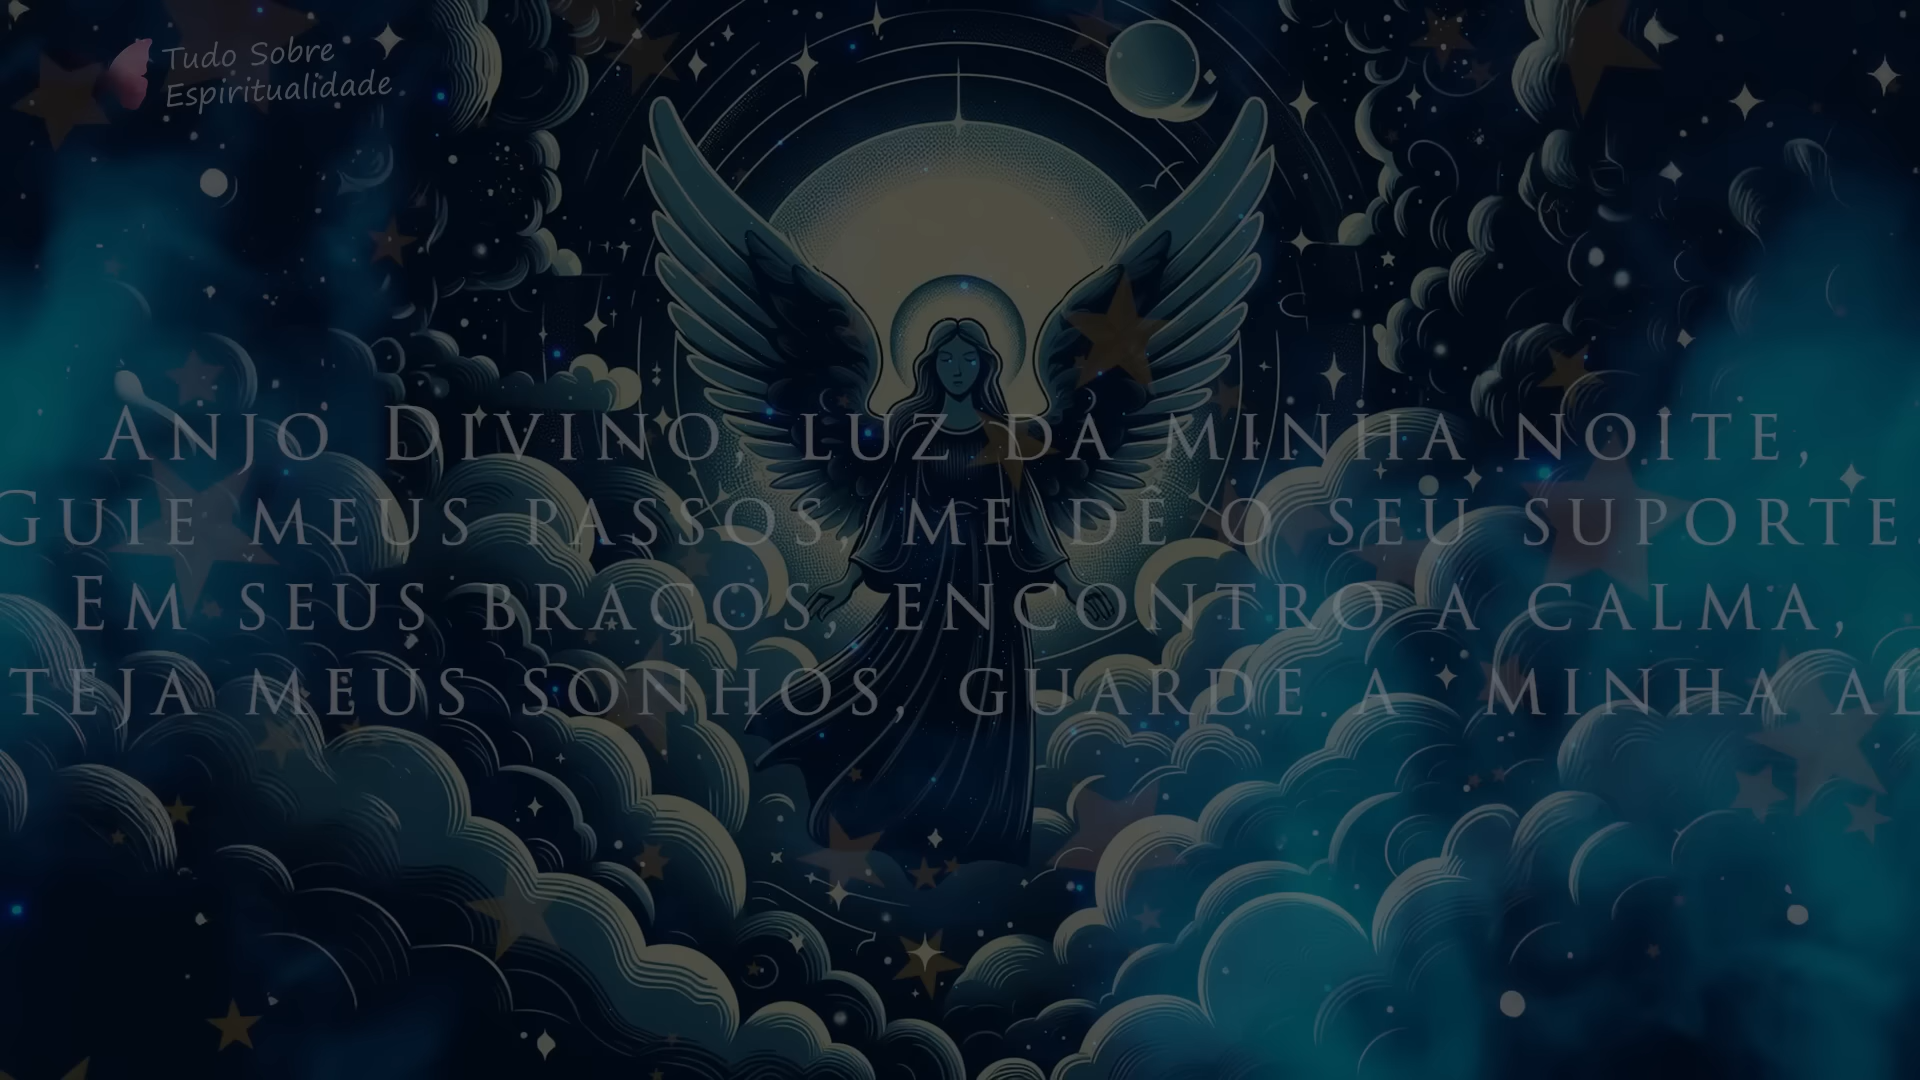 Tudo Sobre
Espiritualidade
Anjo Divino, luz da minha noite,
Guie meus passos, me dê o seu suporte.
Em seus braços, encontro a calma,
teja meus sonhos, guarde a minha al